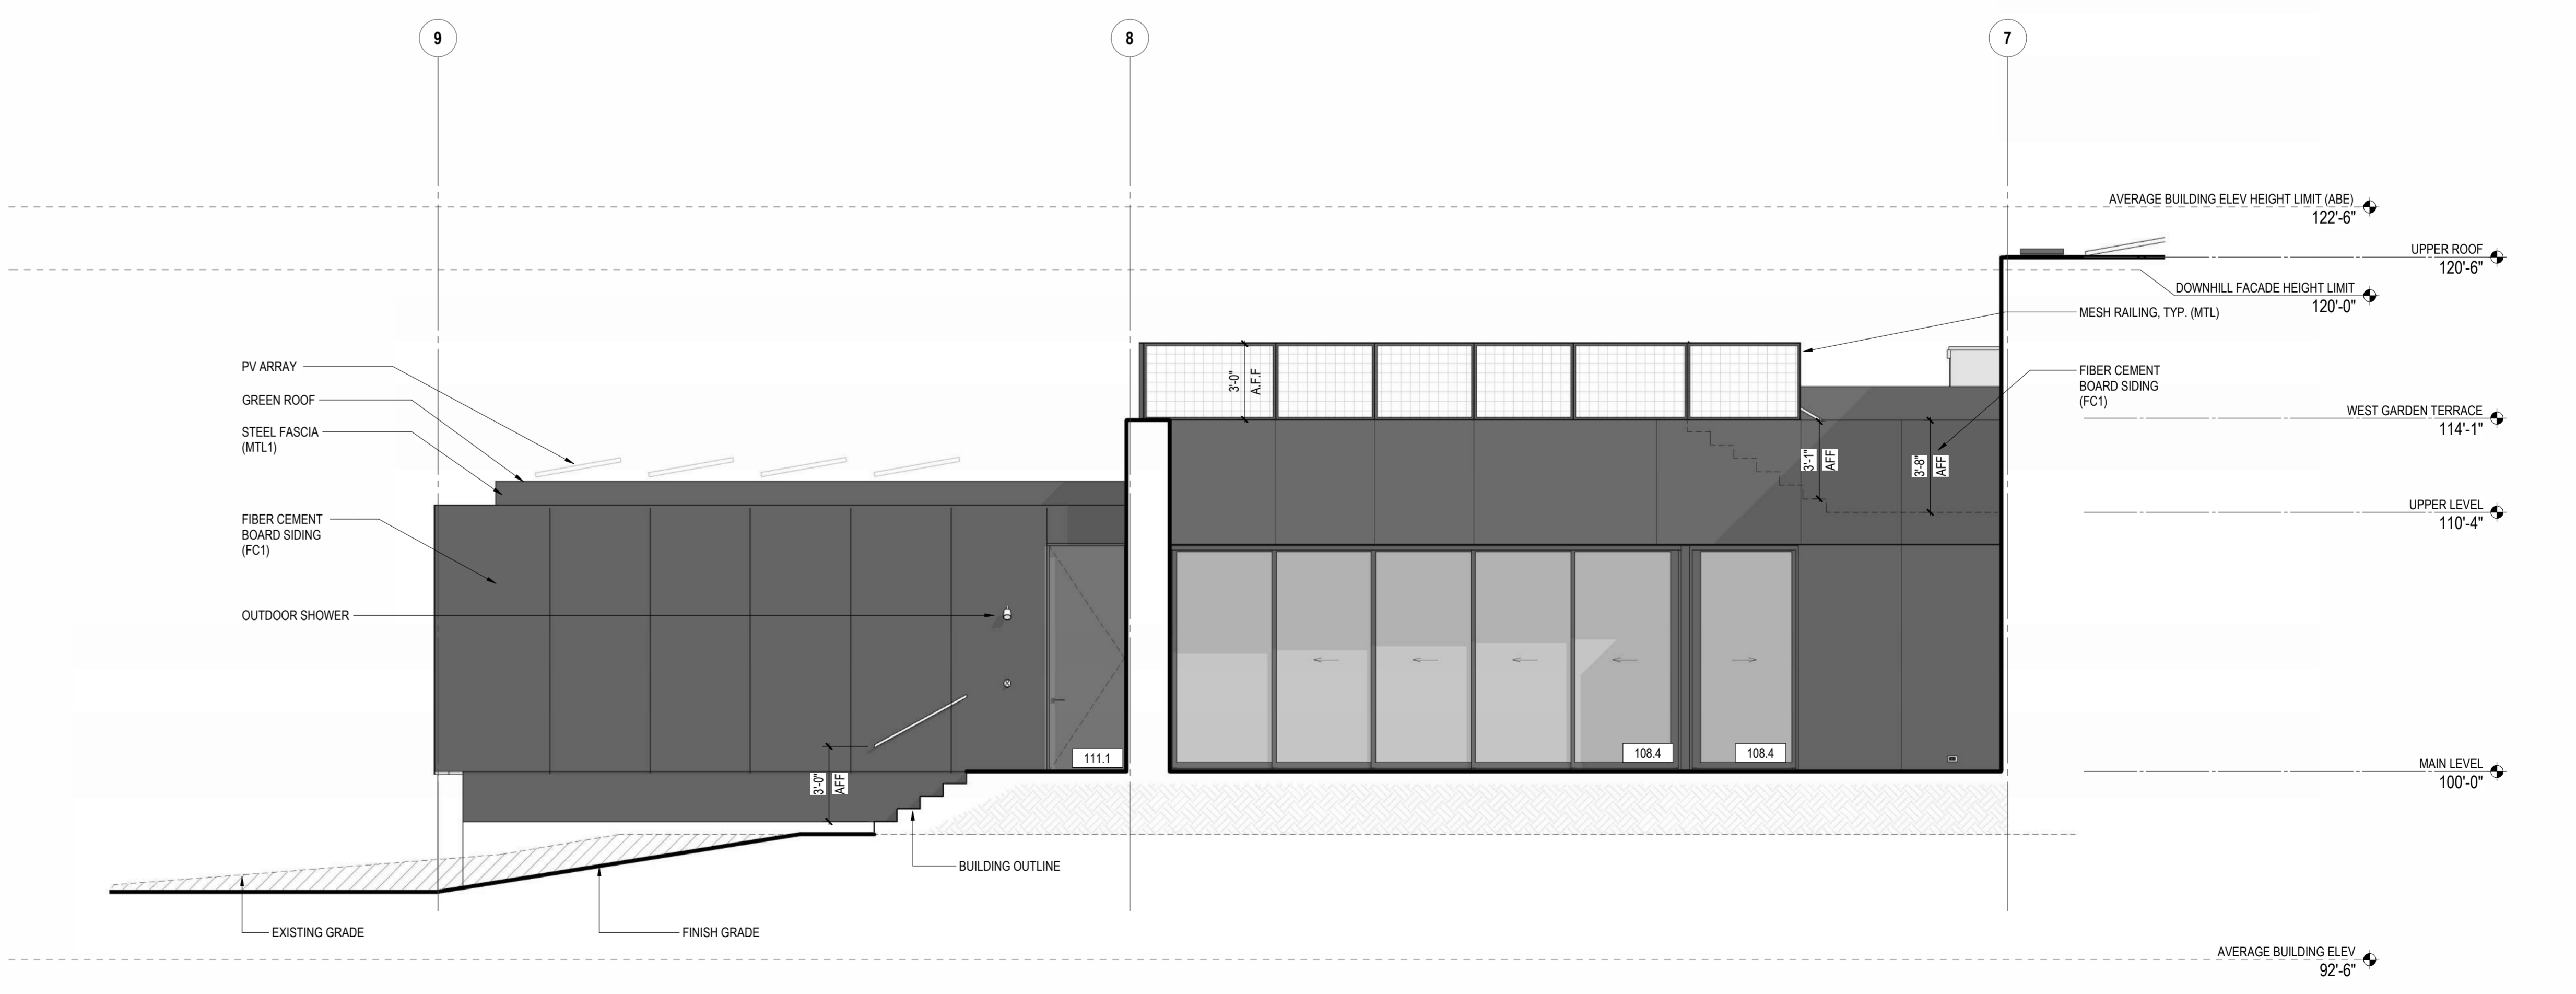 9
8
7
AVERAGE BUILDING ELEV HEIGHT LIMIT (ABE)
122'-6"
UPPER ROOF
120'-6"
DOWNHILL FACADE HEIGHT LIMIT
120'-0"
MESH RAILING, TYP. (MTL)
PV ARRAY
GREEN ROOF
STEEL FASCIA
(MTL1)
3'-0"
A.F.F
FIBER CEMENT
BOARD SIDING
(FC1)
WEST GARDEN TERRACE
114'-1"
3'-1"
AFF
3'-8"
AFF
UPPER LEVEL
110'-4"
FIBER CEMENT
BOARD SIDING
(FC1)
OUTDOOR SHOWER
111.1
108.4
108.4
MAIN LEVEL
100'-0"
3'-0"
AFF
BUILDING OUTLINE
EXISTING GRADE
FINISH GRADE
AVERAGE BUILDING ELEV
92'-6"